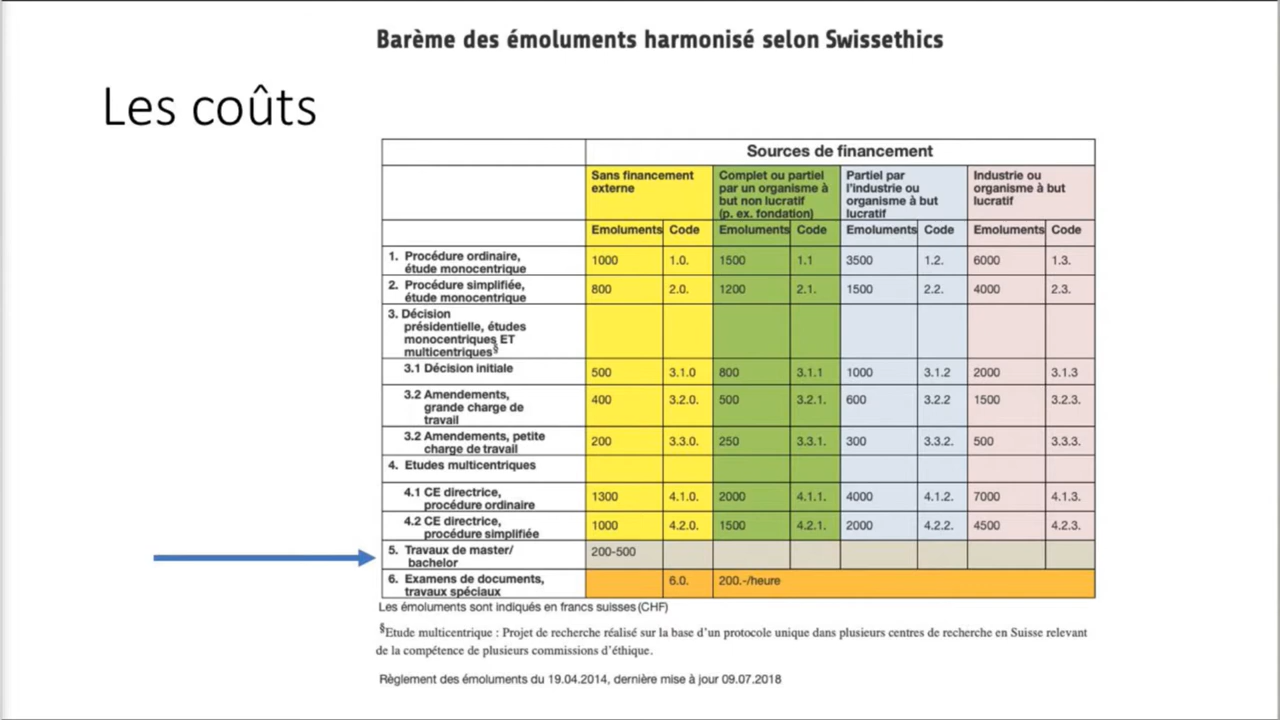 Barème des émoluments harmonisé selon Swissethics
Les coûts
Sources de financement
Sans financement
externe
Complet ou partiel
par un organisme à
but non lucratif
(p. ex. fondation)
Partiel par
l'industrie ou
organisme à but
lucratif
Industrie ou
organisme à but
lucratif
Emoluments Code Emoluments Code Emoluments Code Emoluments Code
1. Procédure ordinaire,
étude monocentrique
1000 1.0. 1500 1.1 3500 1.2. 6000 1.3.
2. Procédure simplifiée,
étude monocentrique
800 2.0. 1200 2.1. 1500 2.2. 4000 2.3.
3. Décision
présidentielle, études
monocentriques ET
multicentriques§
3.1 Décision initiale
500 3.1.0 800 3.1.1 1000 3.1.2 2000 3.1.3
3.2 Amendements,
grande charge de
travail
400 3.2.0. 500 3.2.1. 600 3.2.2 1500 3.2.3.
3.2 Amendements, petite
charge de travail
200 3.3.0. 250 3.3.1. 300 3.3.2. 500 3.3.3.
4. Etudes multicentriques
4.1 CE directrice,
procédure ordinaire
1300 4.1.0. 2000 4.1.1. 4000 4.1.2. 7000 4.1.3.
4.2 CE directrice,
procédure simplifiée
1000 4.2.0. 1500 4.2.1. 2000 4.2.2. 4500 4.2.3.
5. Travaux de master/
bachelor
200-500
6. Examens de documents,
travaux spéciaux
6.0. 200.-/heure
Les émoluments sont indiqués en francs suisses (CHF)
§Etude multicentrique : Projet de recherche réalisé sur la base d'un protocole unique dans plusieurs centres de recherche en Suisse relevant
de la compétence de plusieurs commissions d'éthique.
Règlement des émoluments du 19.04.2014, dernière mise à jour 09.07.2018